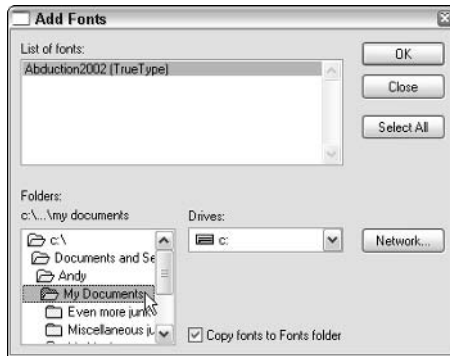 Add Fonts
List of fonts:
Abduction2002 (TrueType)
OK
Close
Select All
Folders:
c:\...\my documents
c:\
Documents and Se
Andy
My Documents
Even more junk
Miscellaneous ju
Drives:
c:
Network...
Copy fonts to Fonts folder